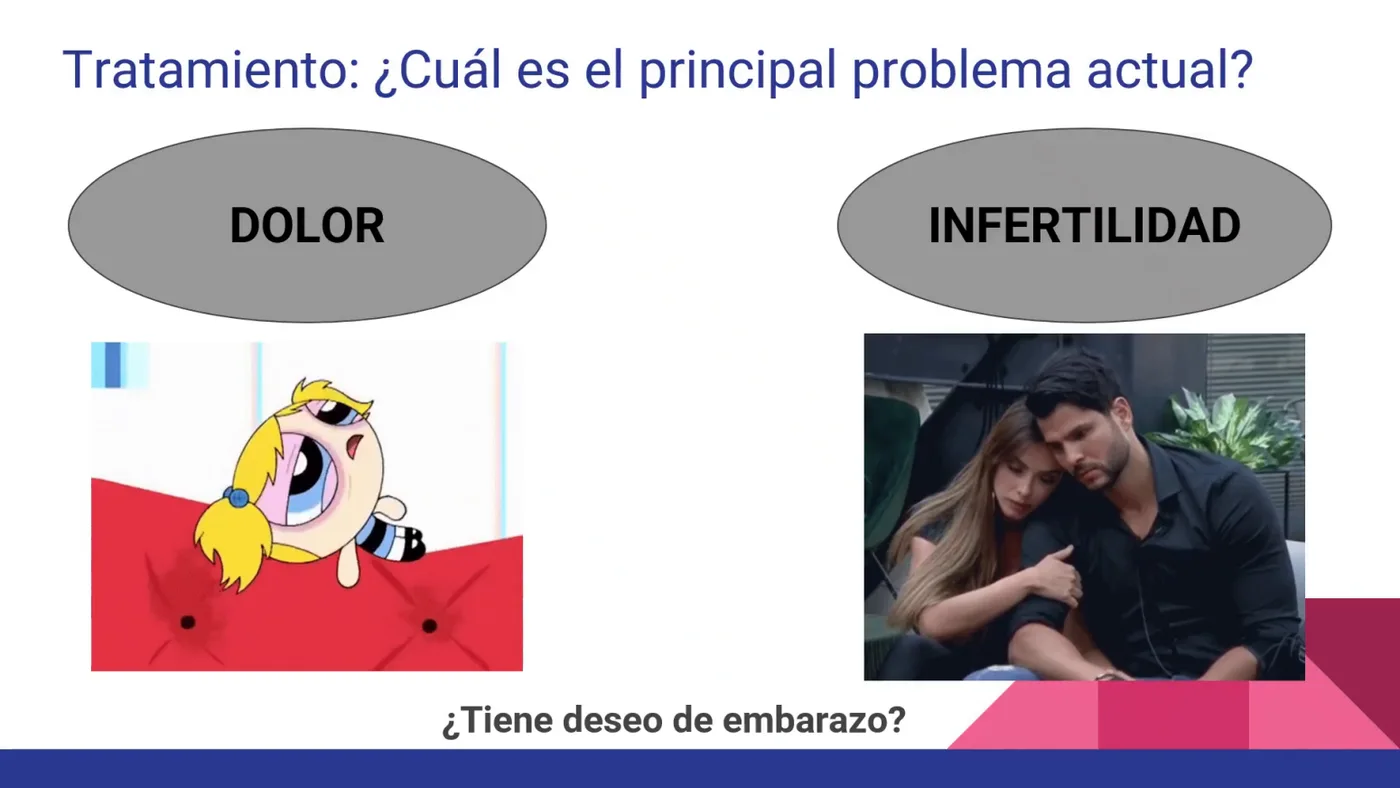 Tratamiento: ¿Cuál es el principal problema actual?
DOLOR
INFERTILIDAD
¿Tiene deseo de embarazo?